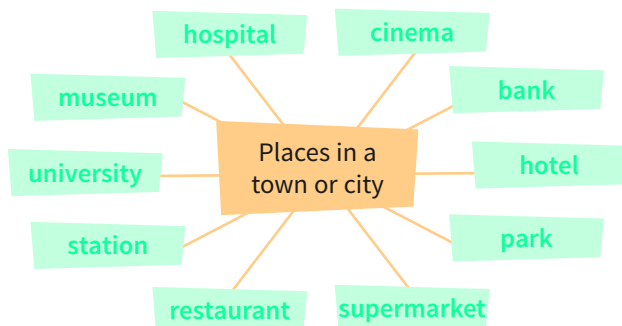 hospital
cinema
museum
bank
Places in a
town or city
university
hotel
station
park
restaurant
supermarket